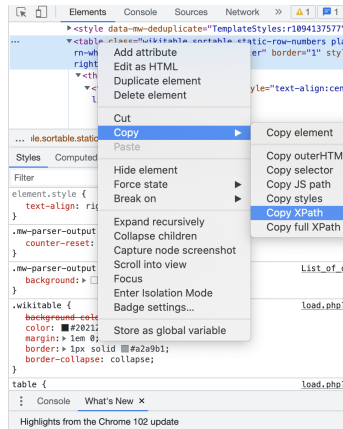 Elements Console Sources Network » 1 1
<style data-mw-deduplicate="TemplateStyles:r1094137577"
<table class="wikitable sortable static-row-numbers pla
rn-wh er" border="1" sty
right
<th
yle="text-align:cen
l
... ıle.sortable.static
Add attribute
Edit as HTML
Duplicate element
Delete element
Cut
Copy
Paste
Hide element
Force state
Break on
Expand recursively
Collapse children
Capture node screenshot
Scroll into view
Focus
Enter Isolation Mode
Badge settings...
Store as global variable
Copy element
Copy outerHTM
Copy selector
Copy JS path
Copy styles
Copy XPath
Copy full XPath
Styles Computed
Filter
element.style {
text-align: rig
}
.mw-parser-output
counter-reset:
}
.mw-parser-output List_of_c
background:
}
.wikitable { load.php?
background-colo
color: #20212
margin: 1em 0;
border: 1px solid #a2a9b1;
border-collapse: collapse;
}
table { load.php?
Console What's New ×
Highlights from the Chrome 102 update